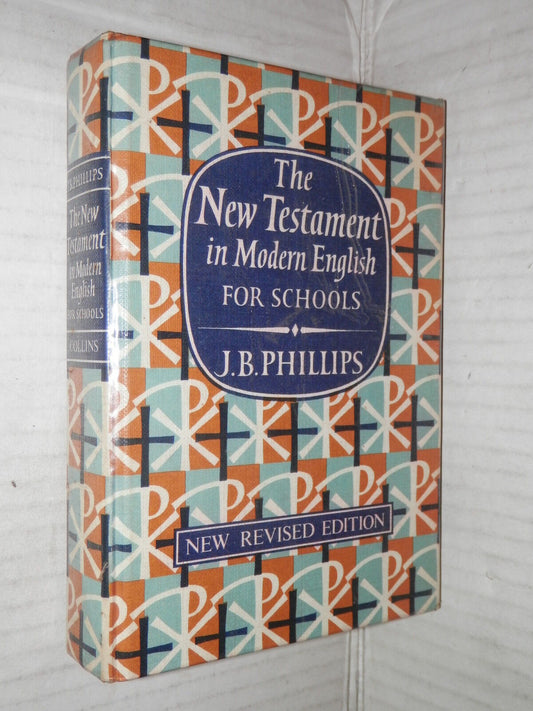 The
New Testament
in Modern English
FOR SCHOOLS
J.B. PHILLIPS
NEW REVISED EDITION
J.B. PHILLIPS
The New
Testament
in Modern
English
FOR SCHOOLS
COLLINS